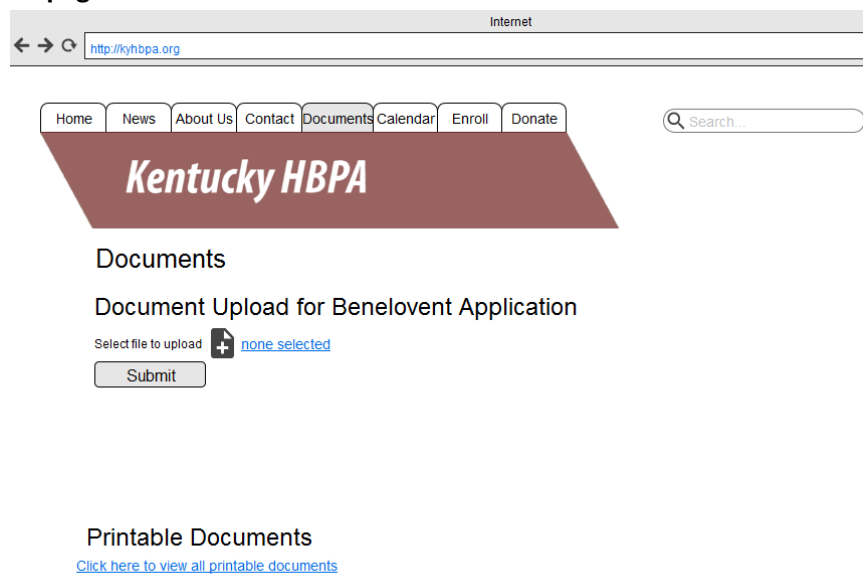 Internet
http://kyhbpa.org
Home News About Us Contact Documents Calendar Enroll Donate Search...
Kentucky HBPA
Documents
Document Upload for Benelovent Application
Select file to upload none selected
Submit
Printable Documents
Click here to view all printable documents